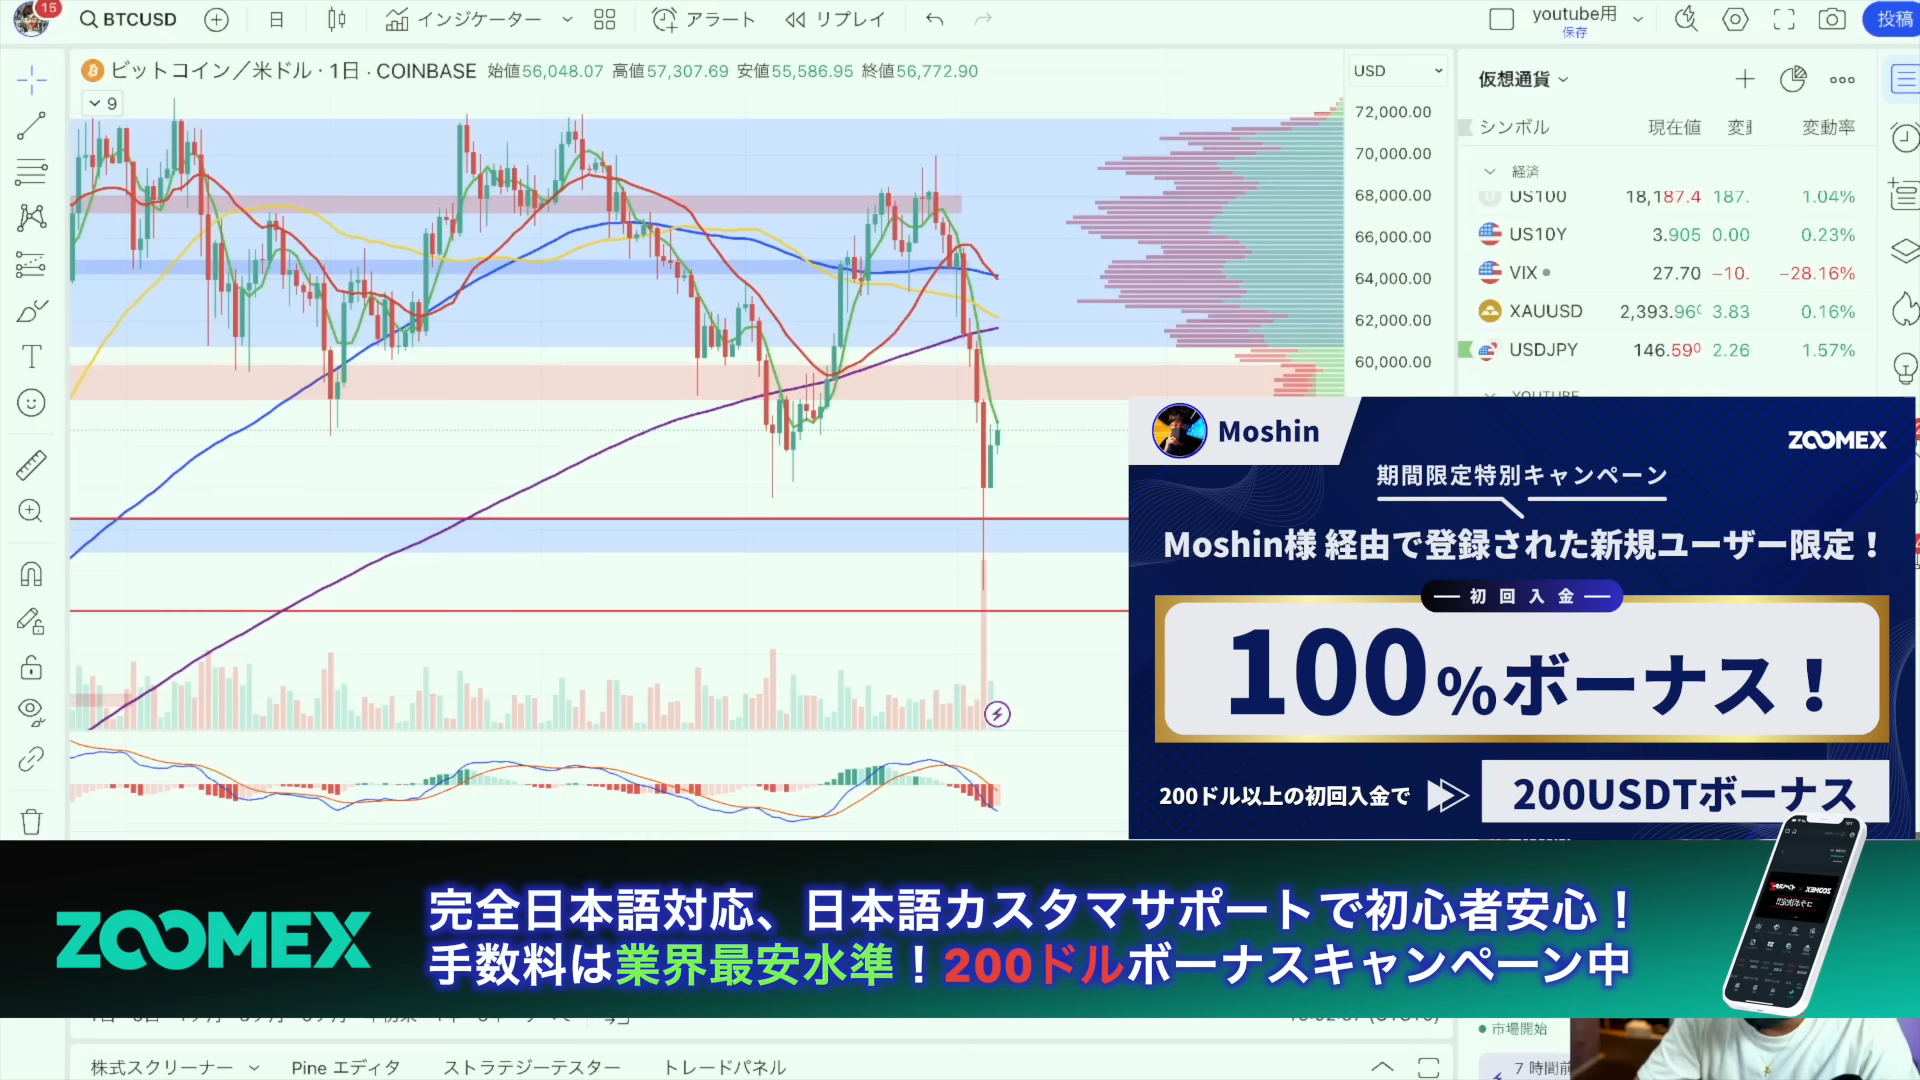 15
BTCUSD
日
インジケーター
アラート
リプレイ
youtube用
保存
投稿
ビットコイン／米ドル · 1日 · COINBASE 始値56,048.07 高値57,307.69 安値55,586.95 終値56,772.90
9
USD
72,000.00
70,000.00
68,000.00
66,000.00
64,000.00
62,000.00
60,000.00
仮想通貨
シンボル 現在値 変動率
経済
US100 18,187.4 187. 1.04%
US10Y 3.905 0.00 0.23%
VIX 27.70 −10. −28.16%
XAUUSD 2,393.960 3.83 0.16%
USDJPY 146.590 2.26 1.57%
YOUTUBE
Moshin
ZOOMEX
期間限定特別キャンペーン
Moshin様 経由で登録された新規ユーザー限定！
初回入金
100%ボーナス！
200ドル以上の初回入金で
200USDTボーナス
ZOOMEX
完全日本語対応、日本語カスタマサポートで初心者安心！
手数料は業界最安水準！200ドルボーナスキャンペーン中
市場開始
株式スクリーナー Pine エディタ ストラテジーテスター トレードパネル
7 時間前